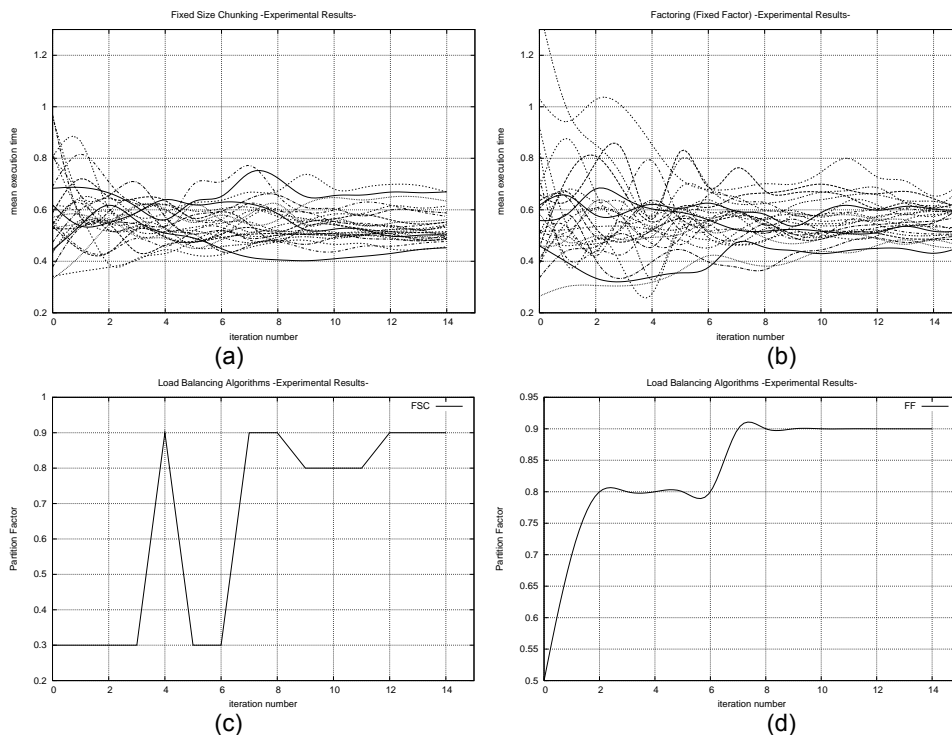 Fixed Size Chunking -Experimental Results-
1.2
1
0.8
0.6
0.4
0.2
mean execution time
0 2 4 6 8 10 12 14
iteration number
(a)
Factoring (Fixed Factor) -Experimental Results-
1.2
1
0.8
0.6
0.4
0.2
mean execution time
0 2 4 6 8 10 12 14
iteration number
(b)
Load Balancing Algorithms -Experimental Results-
FSC
1
0.9
0.8
0.7
0.6
0.5
0.4
0.3
0.2
Partition Factor
0 2 4 6 8 10 12 14
iteration number
(c)
Load Balancing Algorithms -Experimental Results-
FF
0.95
0.9
0.85
0.8
0.75
0.7
0.65
0.6
0.55
0.5
Partition Factor
0 2 4 6 8 10 12 14
iteration number
(d)